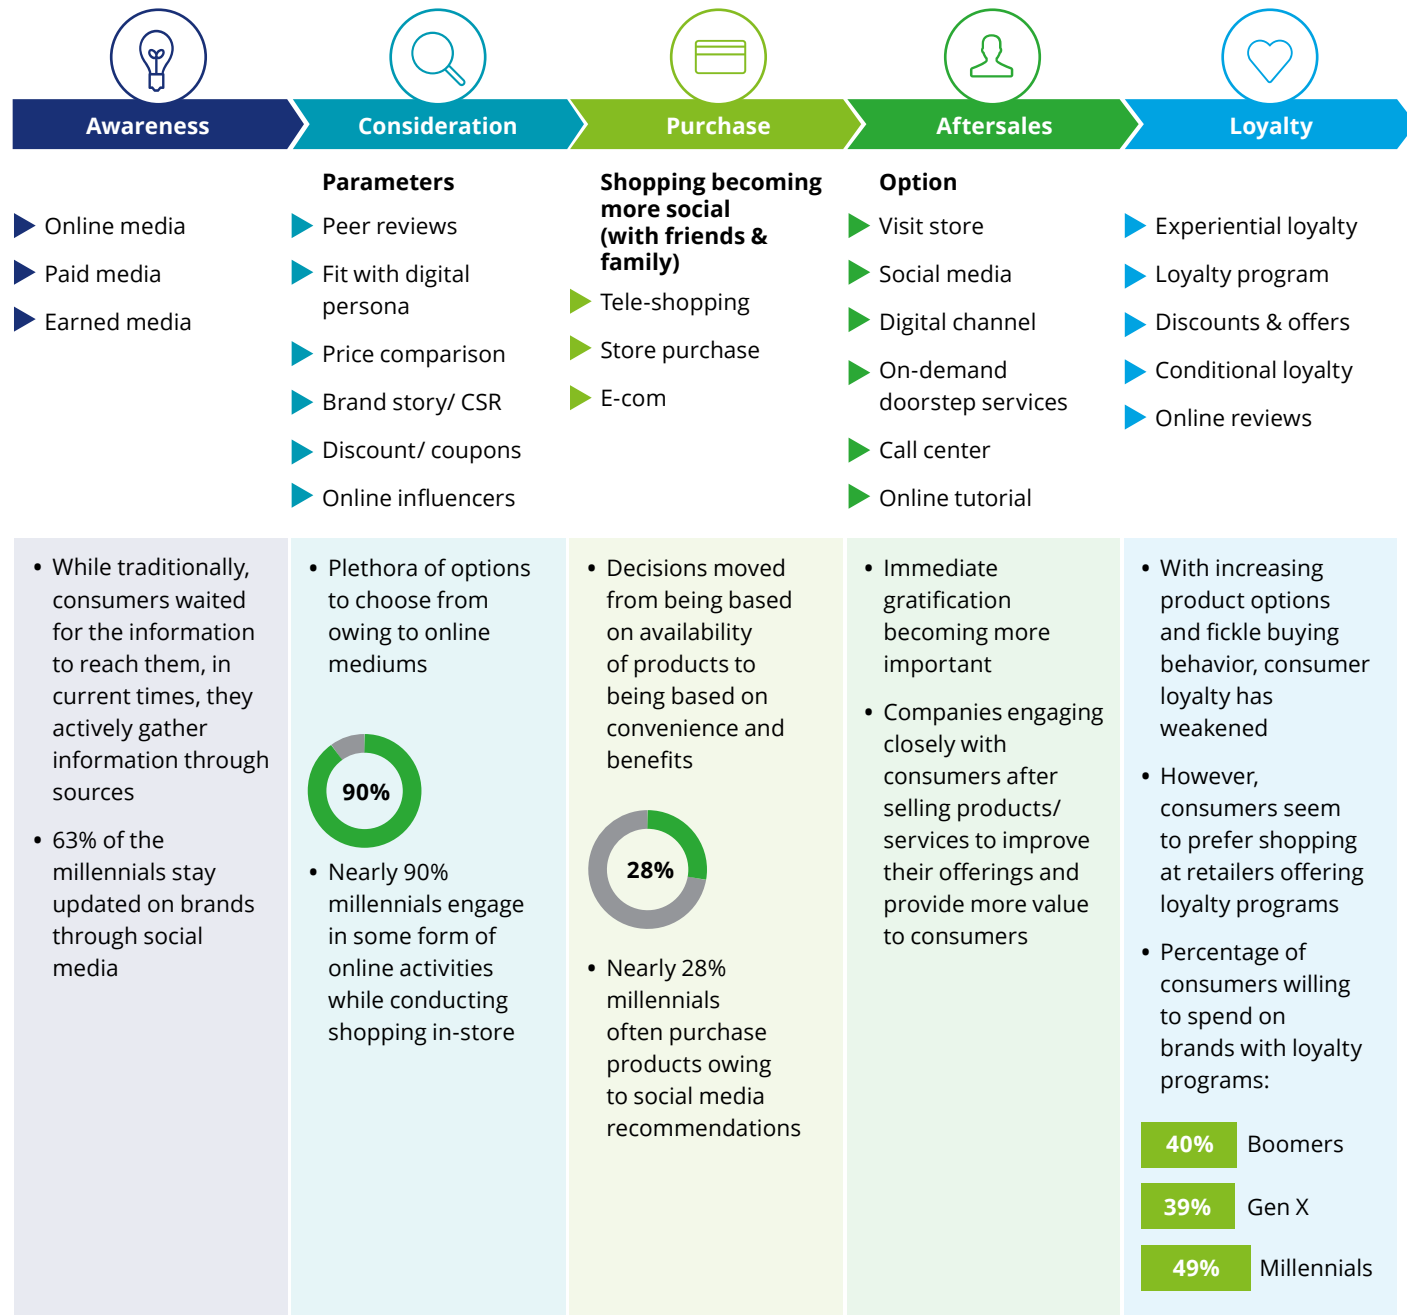 Awareness
Consideration
Purchase
Aftersales
Loyalty
Online media
Paid media
Earned media
Parameters
Peer reviews
Fit with digital
persona
Price comparison
Brand story/ CSR
Discount/ coupons
Online influencers
Shopping becoming
more social
(with friends &
family)
Tele-shopping
Store purchase
E-com
Option
Visit store
Social media
Digital channel
On-demand
doorstep services
Call center
Online tutorial
Experiential loyalty
Loyalty program
Discounts & offers
Conditional loyalty
Online reviews
• While traditionally,
consumers waited
for the information
to reach them, in
current times, they
actively gather
information through
sources
• 63% of the
millennials stay
updated on brands
through social
media
• Plethora of options
to choose from
owing to online
mediums
90%
• Nearly 90%
millennials engage
in some form of
online activities
while conducting
shopping in-store
• Decisions moved
from being based
on availability
of products to
being based on
convenience and
benefits
28%
• Nearly 28%
millennials
often purchase
products owing
to social media
recommendations
• Immediate
gratification
becoming more
important
• Companies engaging
closely with
consumers after
selling products/
services to improve
their offerings and
provide more value
to consumers
• With increasing
product options
and fickle buying
behavior, consumer
loyalty has
weakened
• However,
consumers seem
to prefer shopping
at retailers offering
loyalty programs
• Percentage of
consumers willing
to spend on
brands with loyalty
programs:
40% Boomers
39% Gen X
49% Millennials